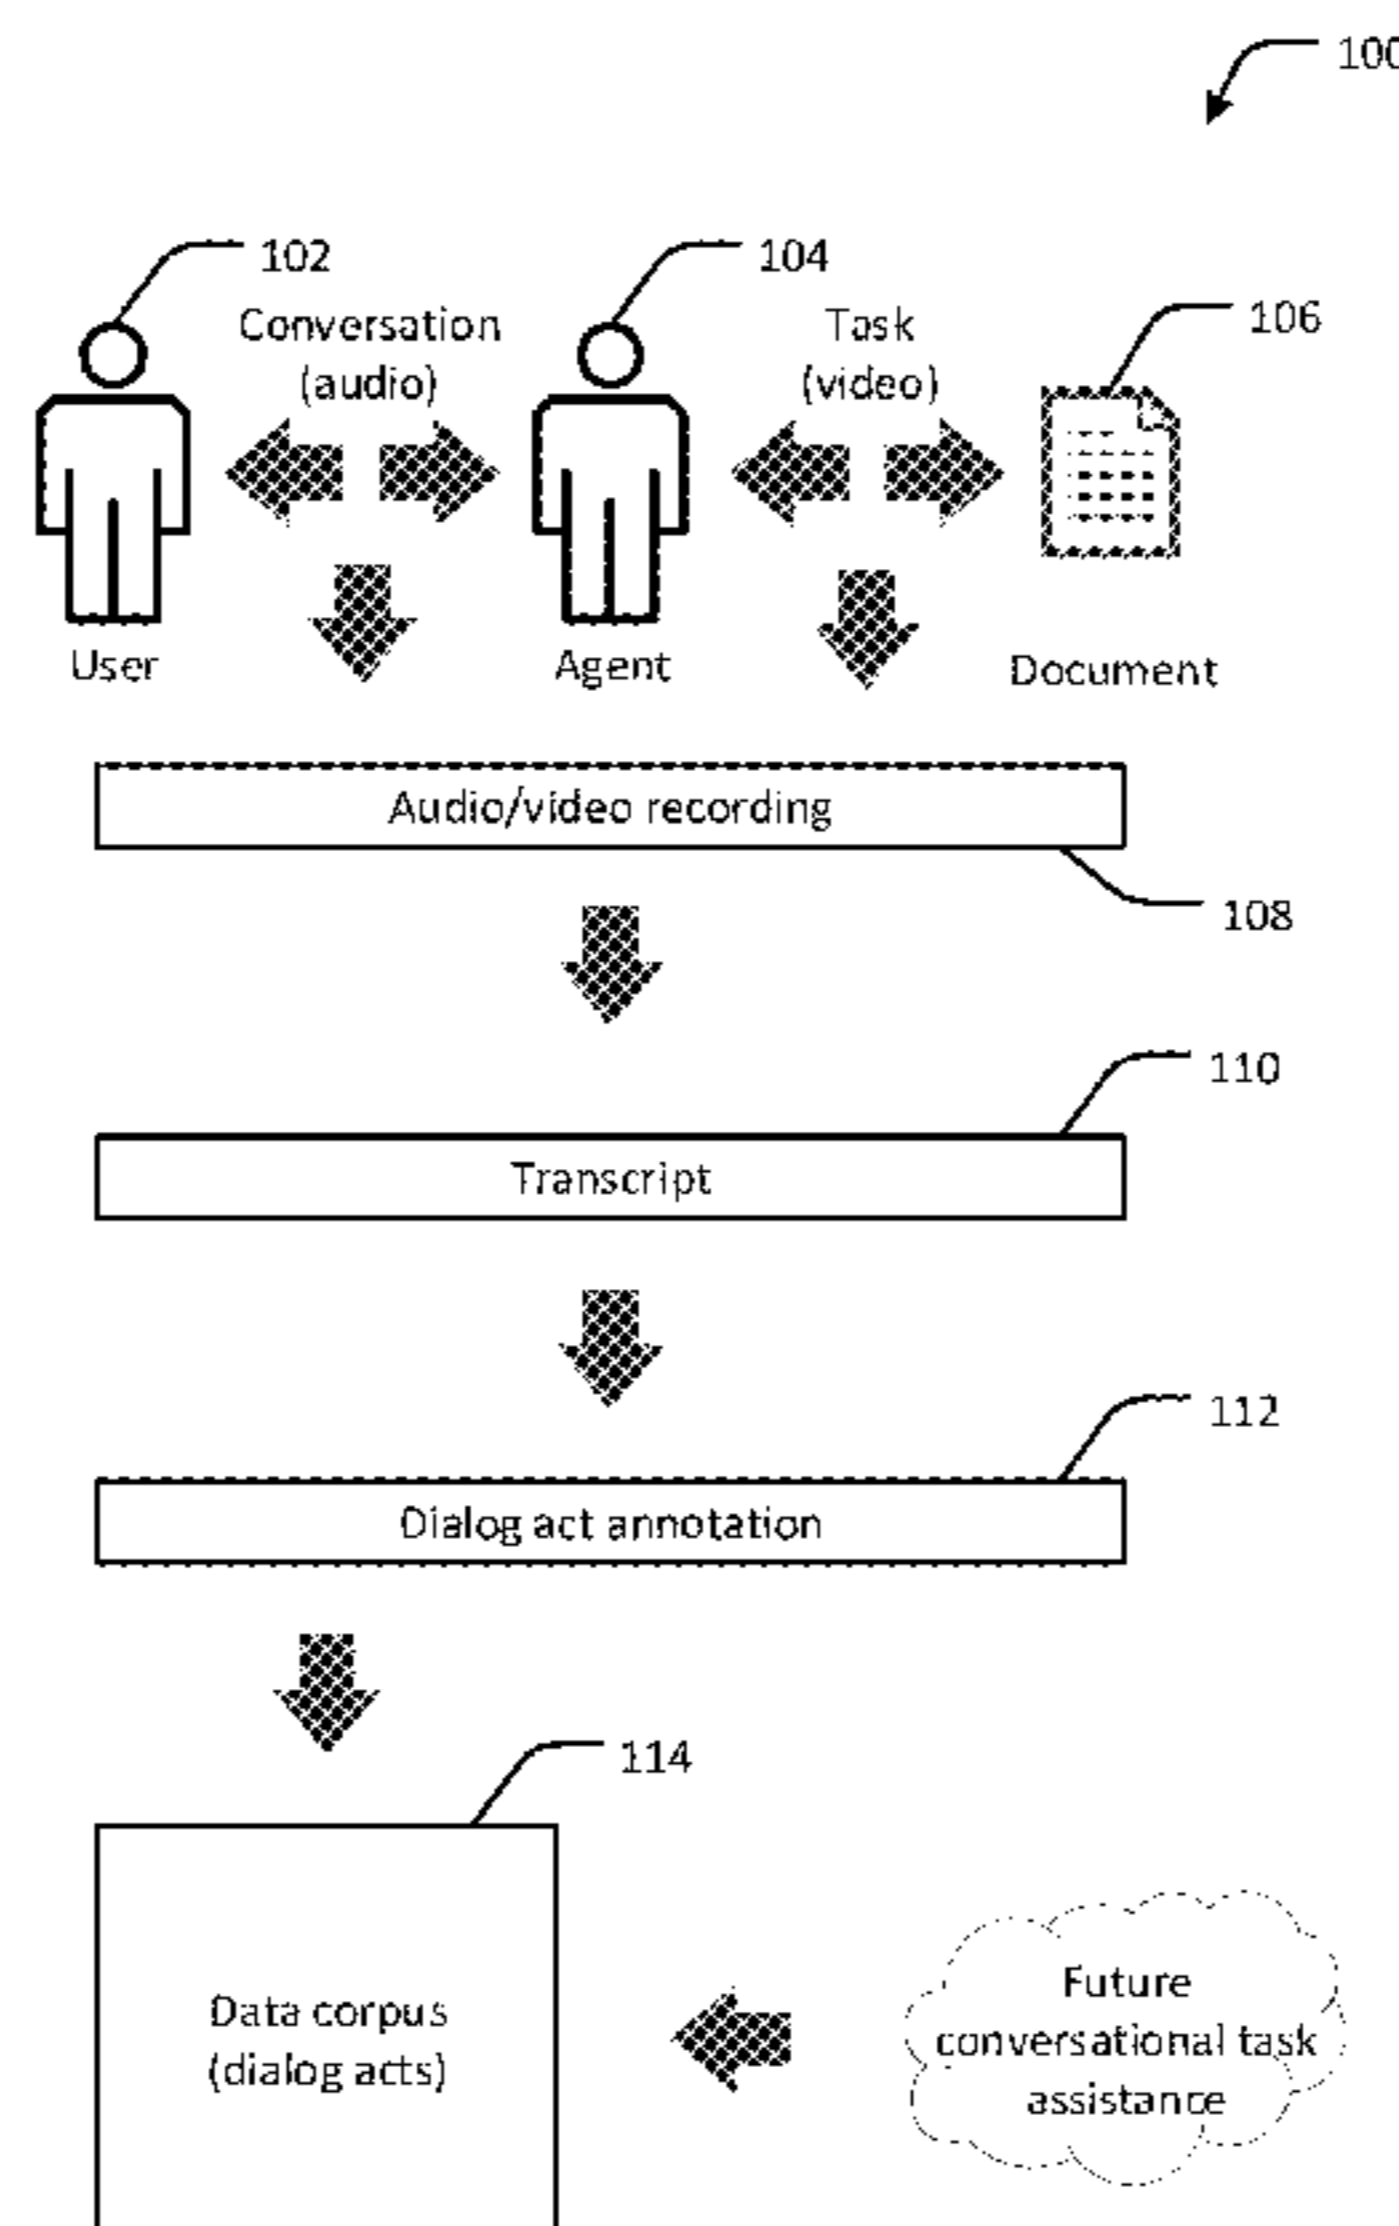 100
102
104
106
Conversation
(audio)
Task
(video)
User
Agent
Document
Audio/video recording
108
110
Transcript
112
Dialog act annotation
114
Data corpus
(dialog acts)
Future
conversational task
assistance